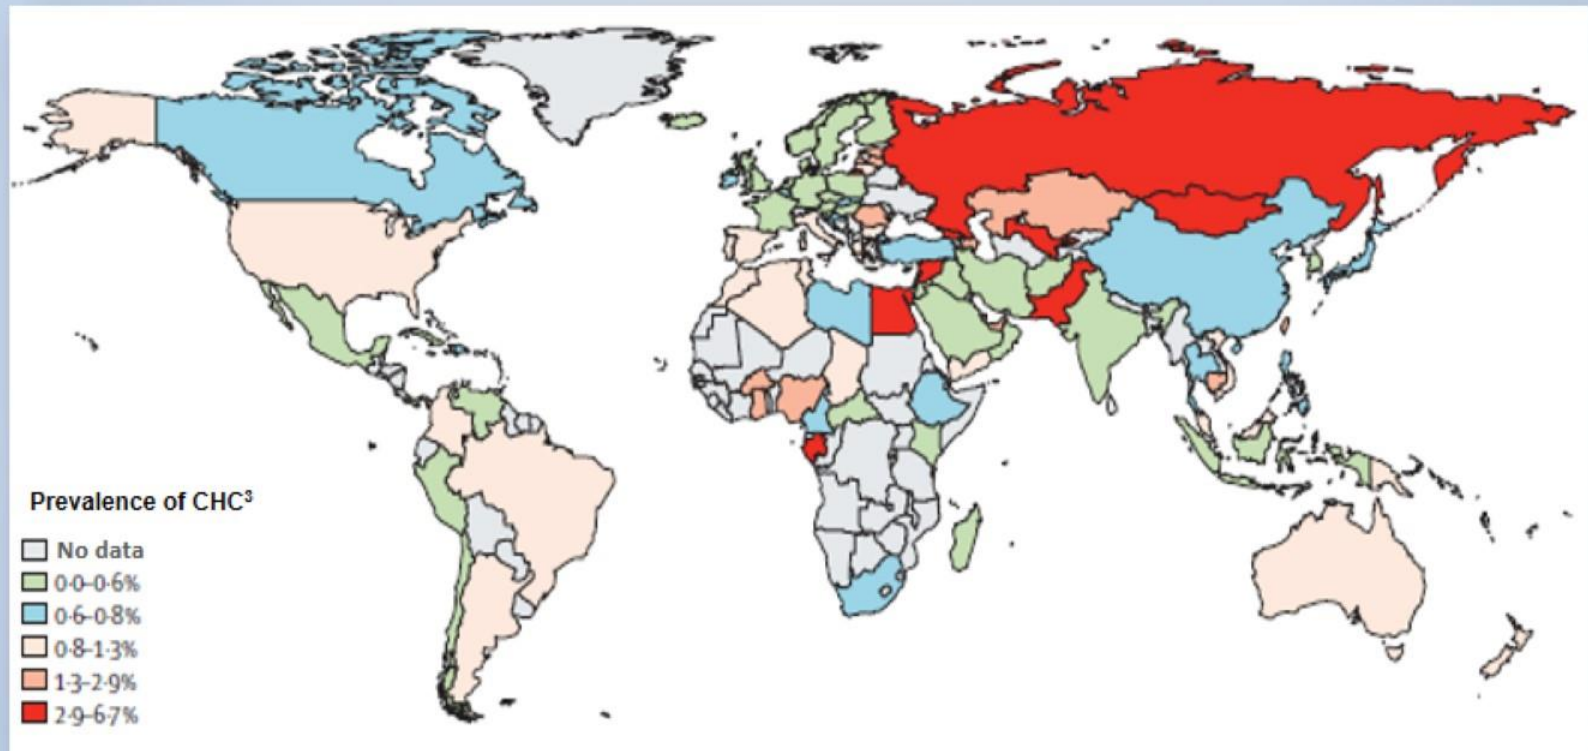 Prevalence of CHC³
No data
0·0–0·6%
0·6–0·8%
0·8–1·3%
1·3–2·9%
2·9–6·7%